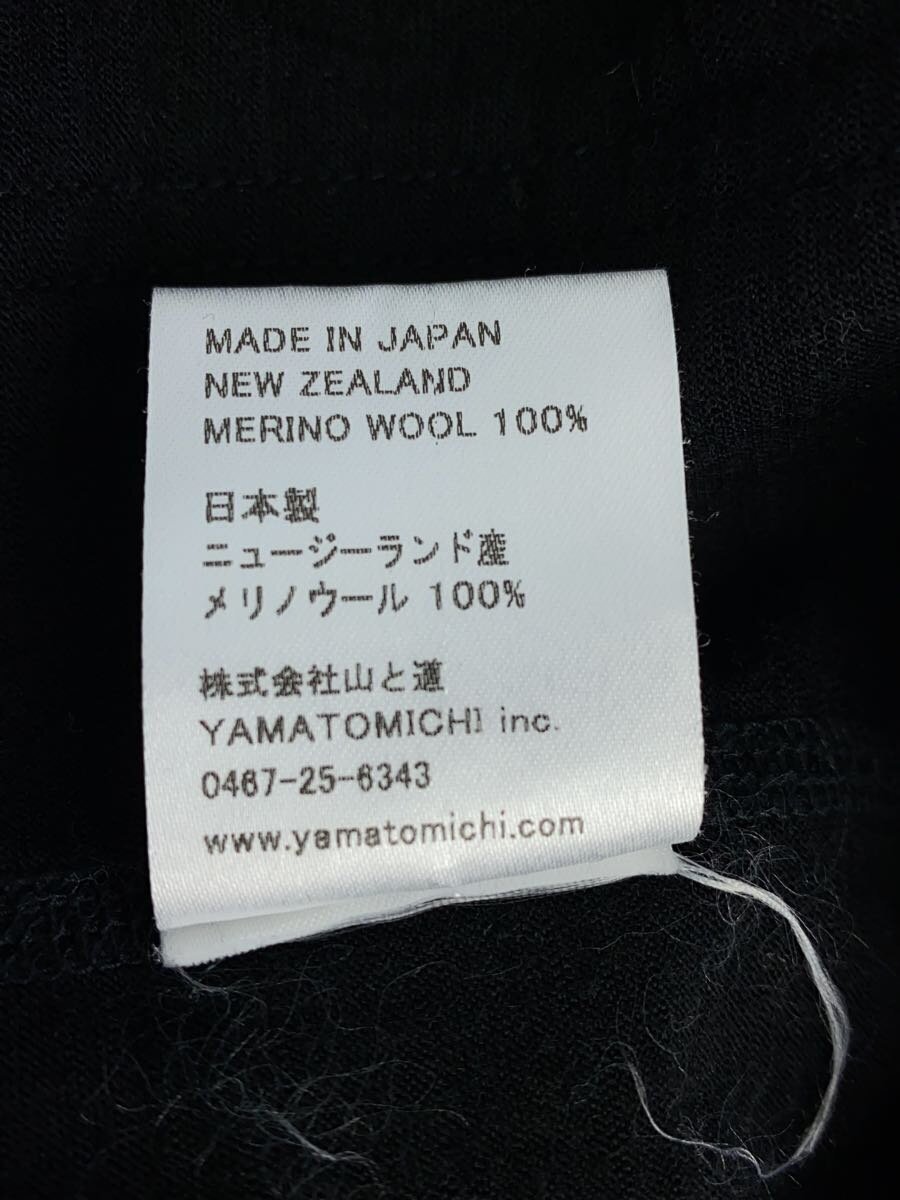 MADE IN JAPAN
NEW ZEALAND
MERINO WOOL 100%
日本製
ニュージーランド産
メリノウール 100%
株式会社山と道
YAMATOMICHI inc.
0467-25-6343
www.yamatomichi.com